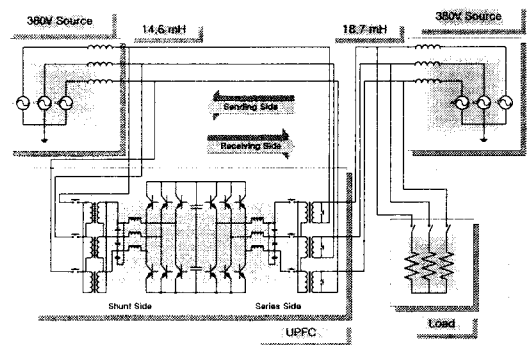 380V Source
14,6 mH
18,7 mH
380V Source
Sending Side
Receiving Side
Shunt Side
Series Side
Load
UPFC